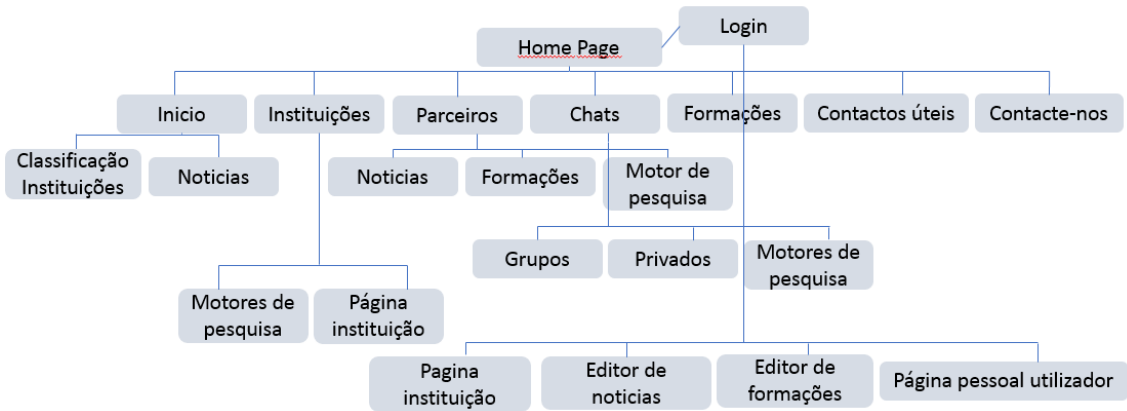 Login
Home Page
Inicio
Instituições
Parceiros
Chats
Formações
Contactos úteis
Contacte-nos
Classificação
Instituições
Noticias
Noticias
Formações
Motor de
pesquisa
Grupos
Privados
Motores de
pesquisa
Motores de
pesquisa
Página
instituição
Pagina
instituição
Editor de
noticias
Editor de
formações
Página pessoal utilizador